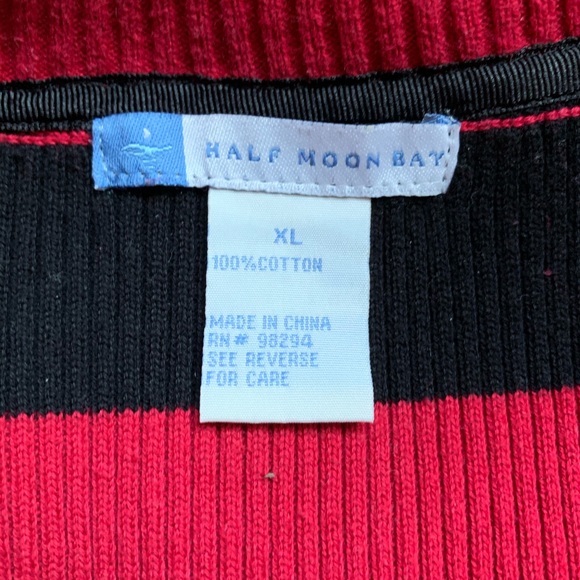 HALF MOON BAY
XL
100%COTTON
MADE IN CHINA
RN# 98294
SEE REVERSE
FOR CARE